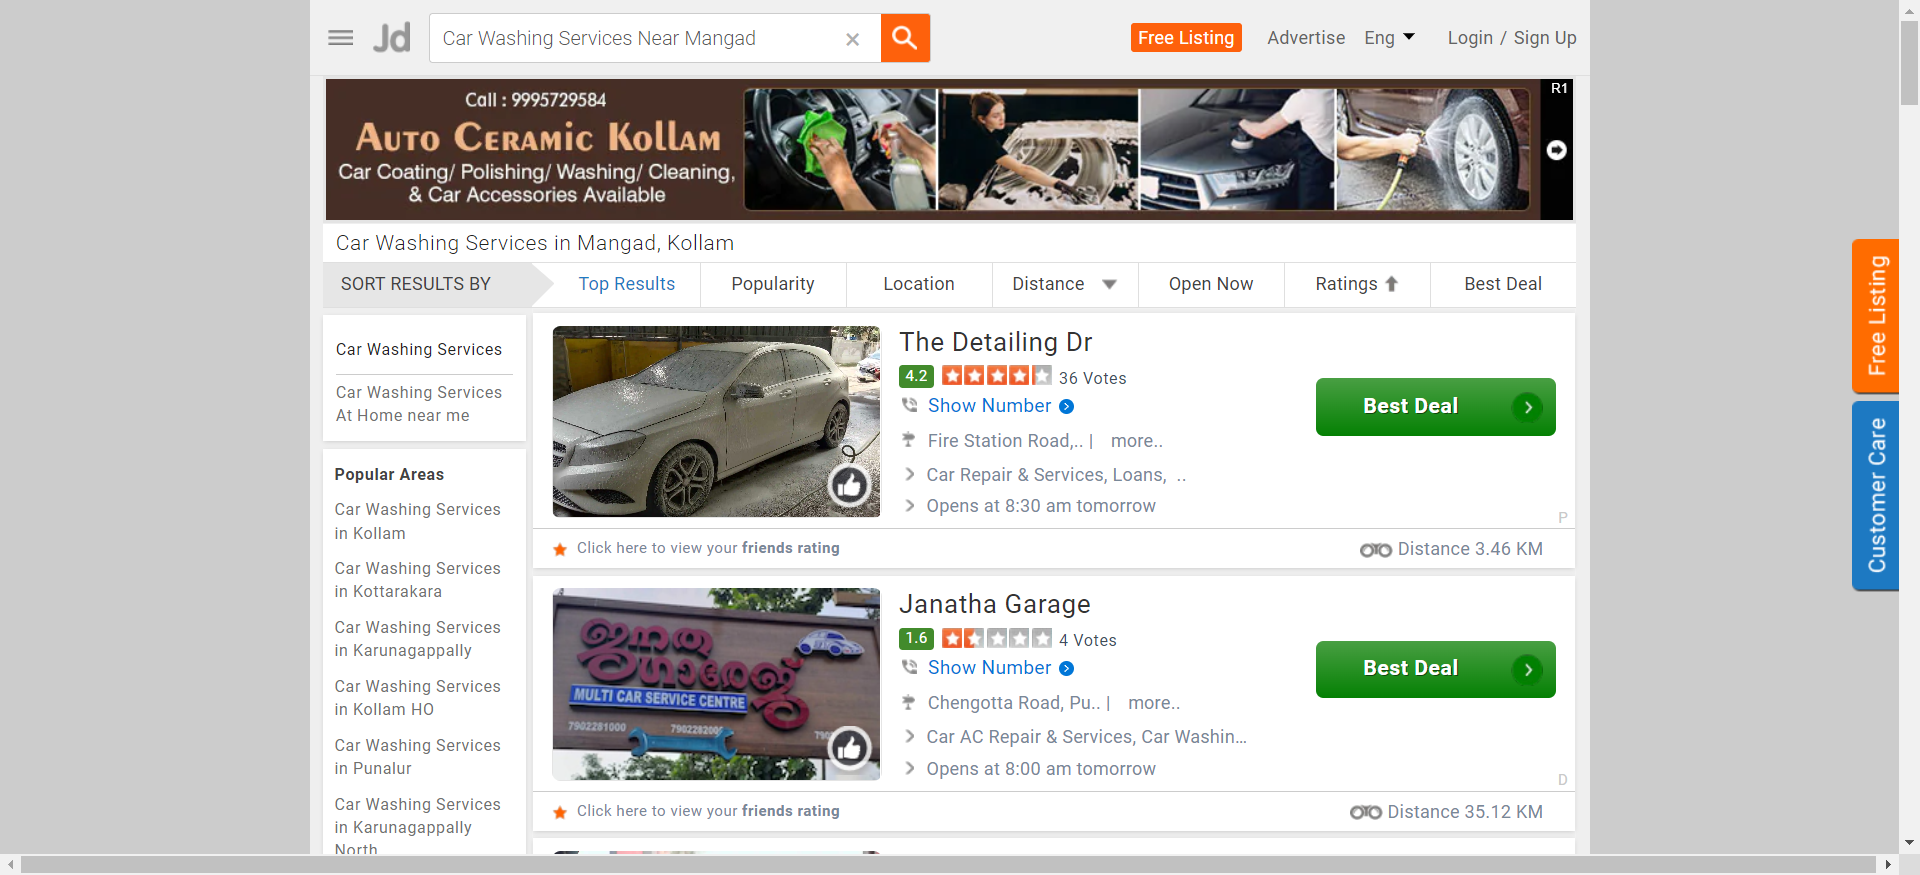 Jd
Car Washing Services Near Mangad
Free Listing
Advertise
Eng
Login / Sign Up
Call : 9995729584
AUTO CERAMIC KOLLAM
Car Coating/ Polishing/ Washing/ Cleaning,
& Car Accessories Available
R1
Car Washing Services in Mangad, Kollam
SORT RESULTS BY
Top Results
Popularity
Location
Distance
Open Now
Ratings
Best Deal
Car Washing Services
Car Washing Services
At Home near me
Popular Areas
Car Washing Services
in Kollam
Car Washing Services
in Kottarakara
Car Washing Services
in Karunagappally
Car Washing Services
in Kollam HO
Car Washing Services
in Punalur
Car Washing Services
in Karunagappally
North
The Detailing Dr
4.2
36 Votes
Show Number
Fire Station Road,.. | more..
Car Repair & Services, Loans, ..
Opens at 8:30 am tomorrow
Best Deal
P
Click here to view your friends rating
Distance 3.46 KM
ജനത
ഗാരേജ്
MULTI CAR SERVICE CENTRE
7902281000
Janatha Garage
1.6
4 Votes
Show Number
Chengotta Road, Pu.. | more..
Car AC Repair & Services, Car Washin...
Opens at 8:00 am tomorrow
Best Deal
D
Click here to view your friends rating
Distance 35.12 KM
Free Listing
Customer Care